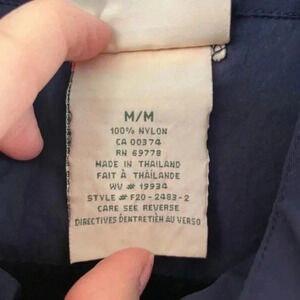 M/M
100% NYLON
CA 00374
RN 69778
MADE IN THAILAND
FAIT À THAÏLANDE
WV # 19934
STYLE # F20-2483-2
CARE SEE REVERSE
DIRECTIVES D'ENTRETIEN AU VERSO